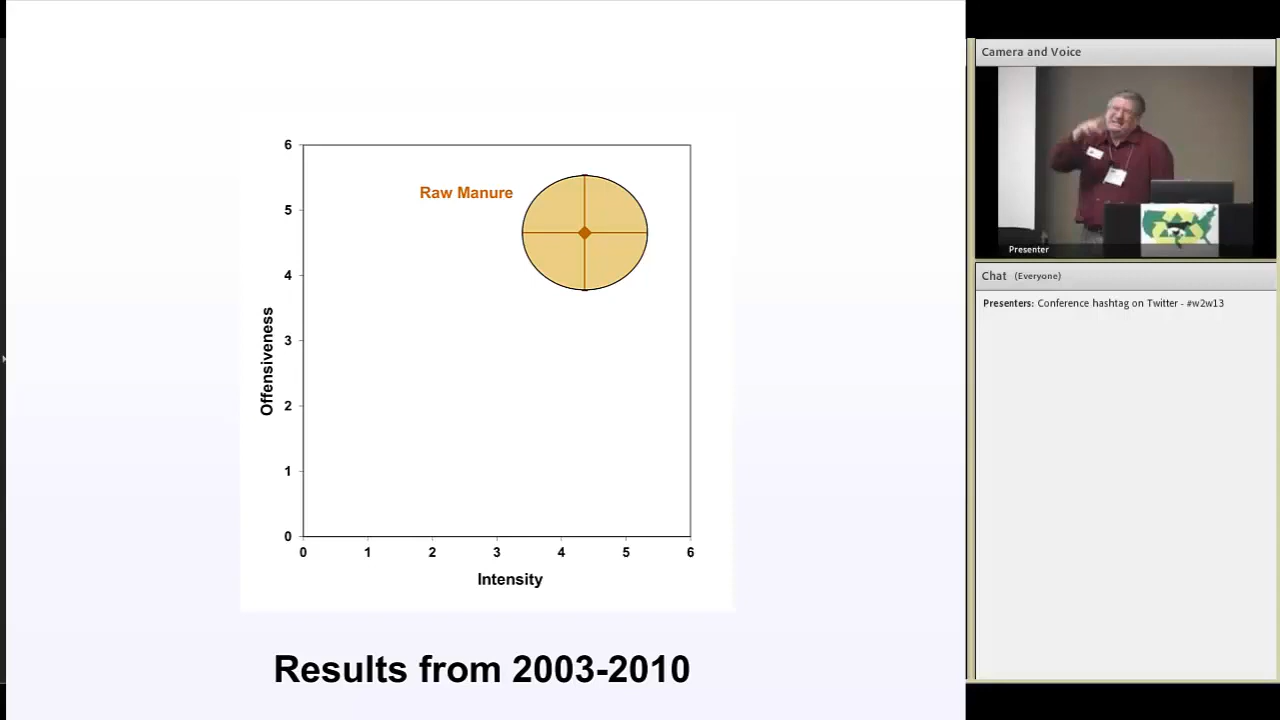 6
Raw Manure
5
4
3
2
1
0
Offensiveness
0 1 2 3 4 5 6
Intensity
Results from 2003-2010
Camera and Voice
Presenter
Chat (Everyone)
Presenters: Conference hashtag on Twitter - #w2w13